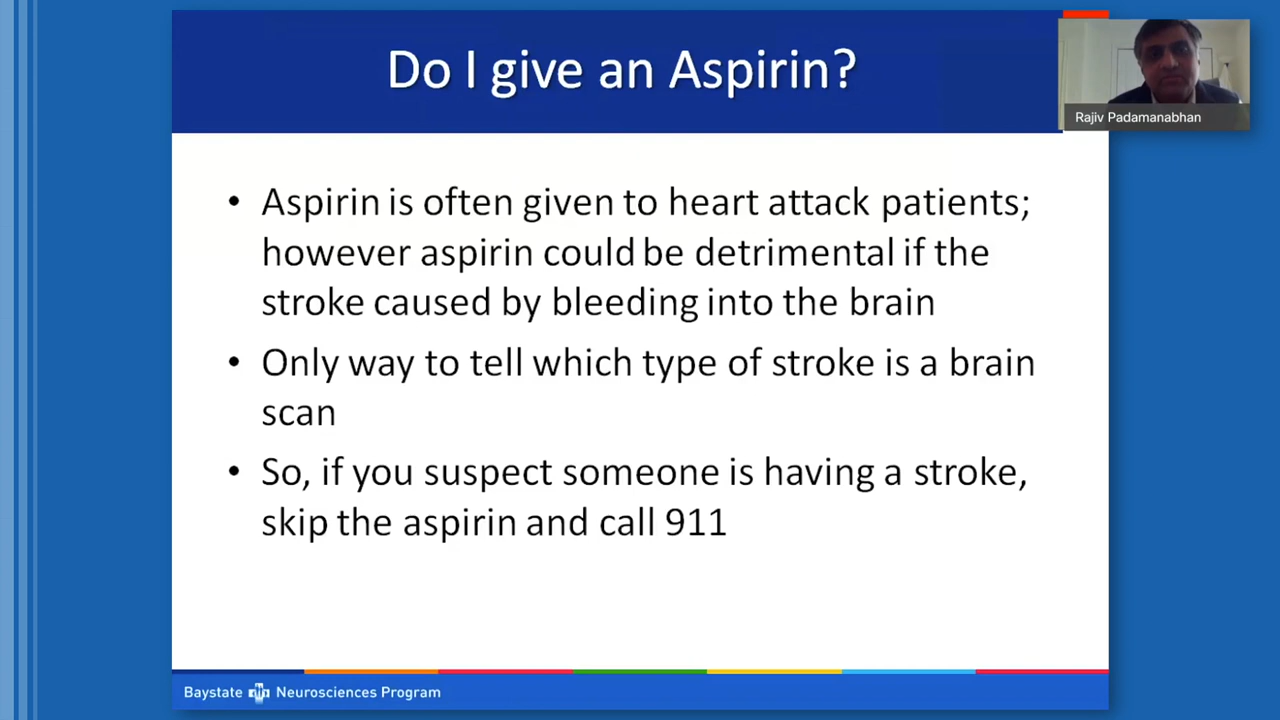 Do I give an Aspirin?
Rajiv Padamanabhan
• Aspirin is often given to heart attack patients;
however aspirin could be detrimental if the
stroke caused by bleeding into the brain
• Only way to tell which type of stroke is a brain
scan
• So, if you suspect someone is having a stroke,
skip the aspirin and call 911
Baystate Neurosciences Program